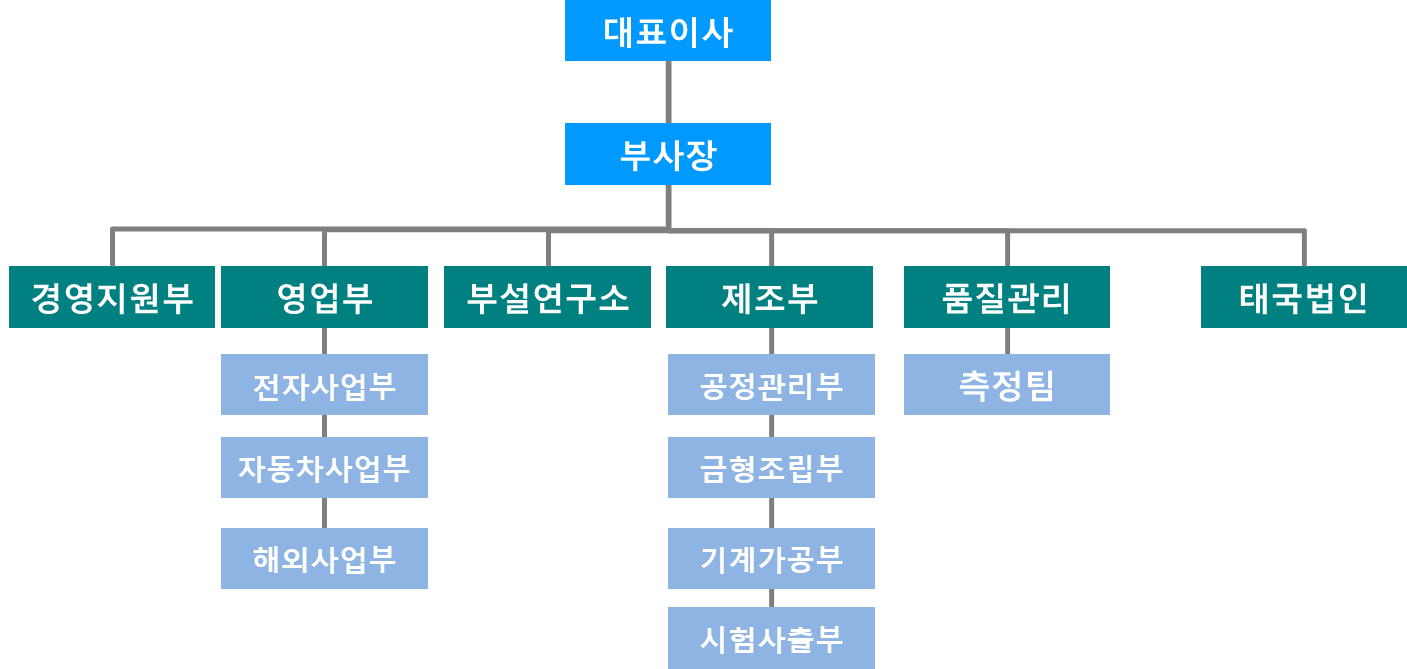 대표이사
부사장
경영지원부
영업부
부설연구소
제조부
품질관리
태국법인
전자사업부
공정관리부
측정팀
자동차사업부
금형조립부
해외사업부
기계가공부
시험사출부